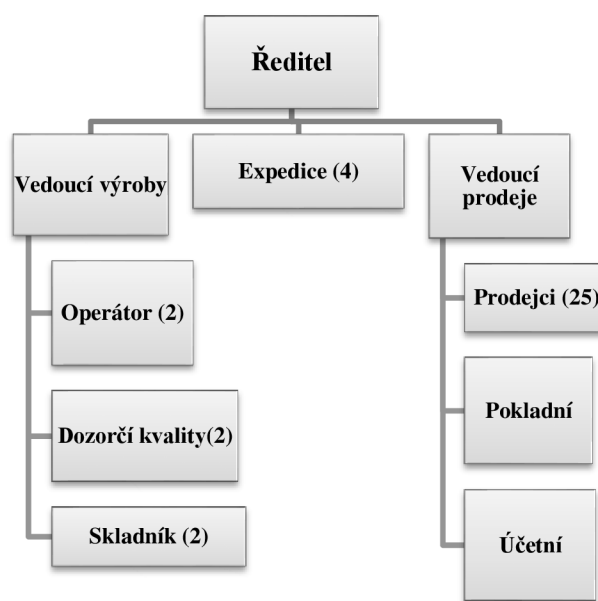 Ředitel
Vedoucí výroby
Expedice (4)
Vedoucí
prodeje
Operátor (2)
Dozorčí kvality(2)
Skladník (2)
Prodejci (25)
Pokladní
Účetní